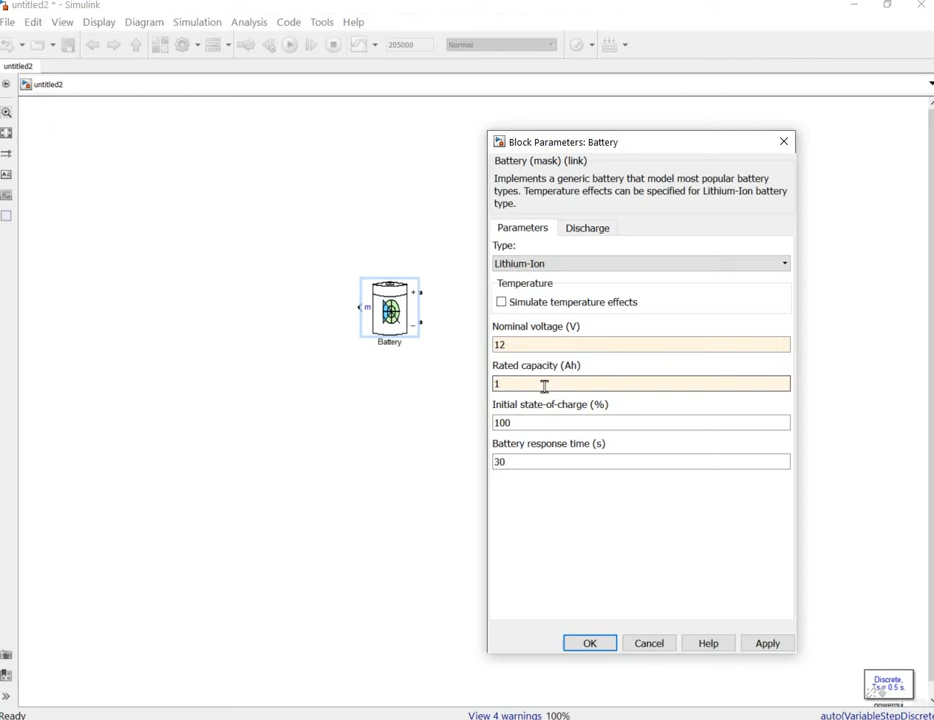 untitled2 * - Simulink
File Edit View Display Diagram Simulation Analysis Code Tools Help
205000 Normal
untitled2
untitled2
Block Parameters: Battery
Battery (mask) (link)
Implements a generic battery that model most popular battery
types. Temperature effects can be specified for Lithium-Ion battery
type.
Parameters Discharge
Type:
Lithium-Ion
Temperature
Simulate temperature effects
Nominal voltage (V)
12
Rated capacity (Ah)
1
Initial state-of-charge (%)
100
Battery response time (s)
30
OK Cancel Help Apply
m + -
Battery
Discrete,
Ts = 0.5 s.
powergui
Ready View 4 warnings 100% auto(VariableStepDiscrete